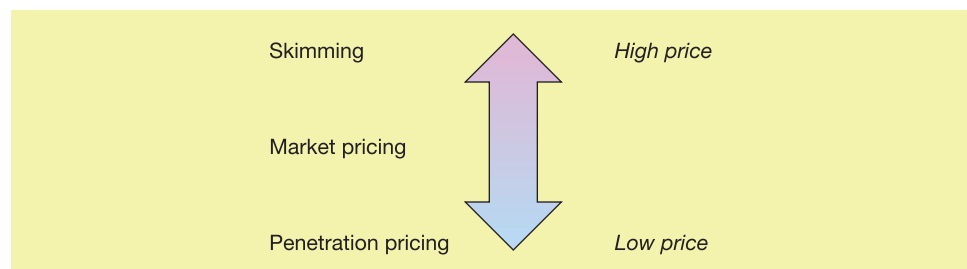 Skimming High price
Market pricing
Penetration pricing Low price